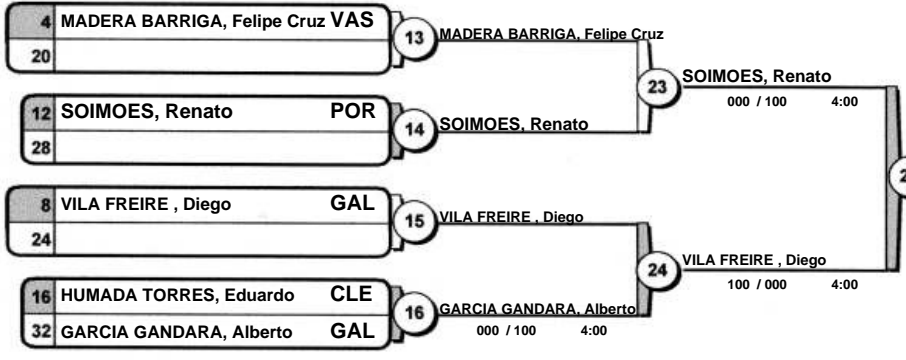 4 MADERA BARRIGA, Felipe Cruz VAS
20
13 MADERA BARRIGA, Felipe Cruz
12 SOIMOES, Renato POR
28
14 SOIMOES, Renato
23 SOIMOES, Renato
000 / 100 4:00
8 VILA FREIRE , Diego GAL
24
15 VILA FREIRE , Diego
16 HUMADA TORRES, Eduardo CLE
32 GARCIA GANDARA, Alberto GAL
16 GARCIA GANDARA, Alberto
000 / 100 4:00
24 VILA FREIRE , Diego
100 / 000 4:00